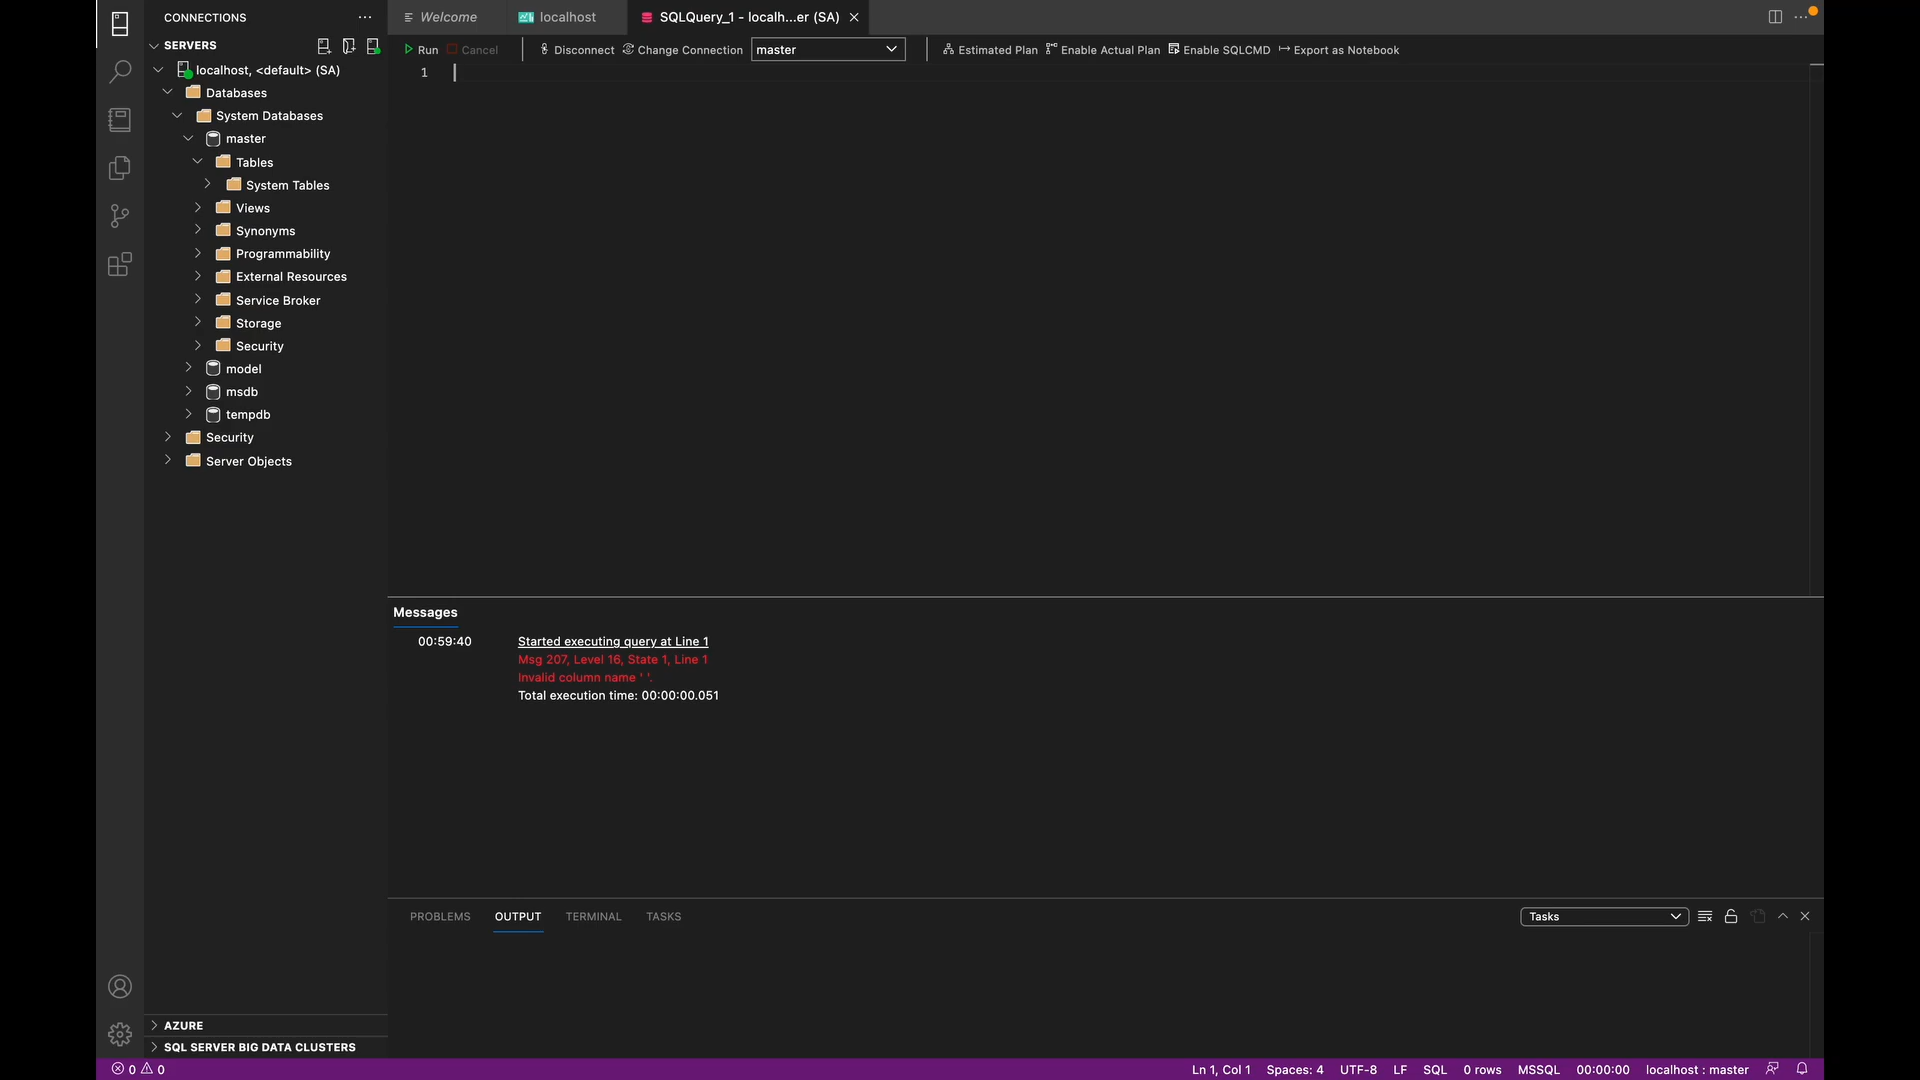 CONNECTIONS
SERVERS
localhost, <default> (SA)
Databases
System Databases
master
Tables
System Tables
Views
Synonyms
Programmability
External Resources
Service Broker
Storage
Security
model
msdb
tempdb
Security
Server Objects
AZURE
SQL SERVER BIG DATA CLUSTERS
Welcome
localhost
SQLQuery_1 - localh...er (SA)
Run Cancel Disconnect Change Connection master Estimated Plan Enable Actual Plan Enable SQLCMD Export as Notebook
1
Messages
00:59:40 Started executing query at Line 1
Msg 207, Level 16, State 1, Line 1
Invalid column name ' '.
Total execution time: 00:00:00.051
PROBLEMS OUTPUT TERMINAL TASKS Tasks
0 0 Ln 1, Col 1 Spaces: 4 UTF-8 LF SQL 0 rows MSSQL 00:00:00 localhost : master